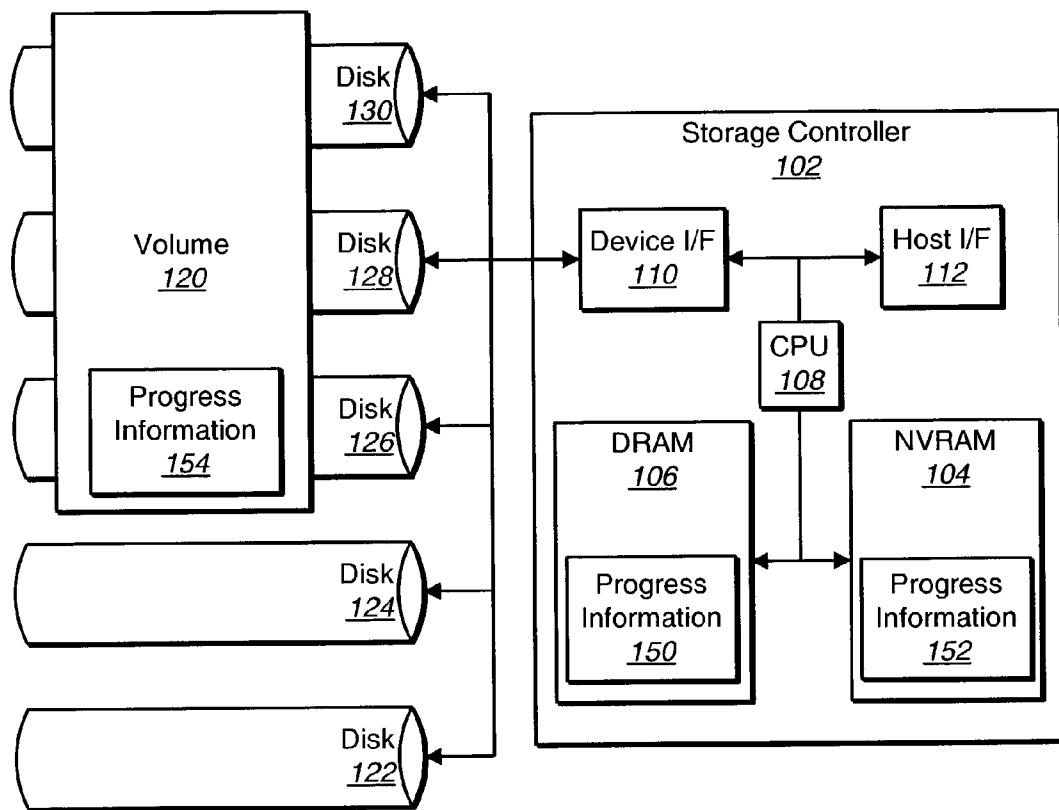 Disk
130
Volume
120
Disk
128
Progress
Information
154
Disk
126
Disk
124
Disk
122
Storage Controller
102
Device I/F
110
Host I/F
112
CPU
108
DRAM
106
NVRAM
104
Progress
Information
150
Progress
Information
152